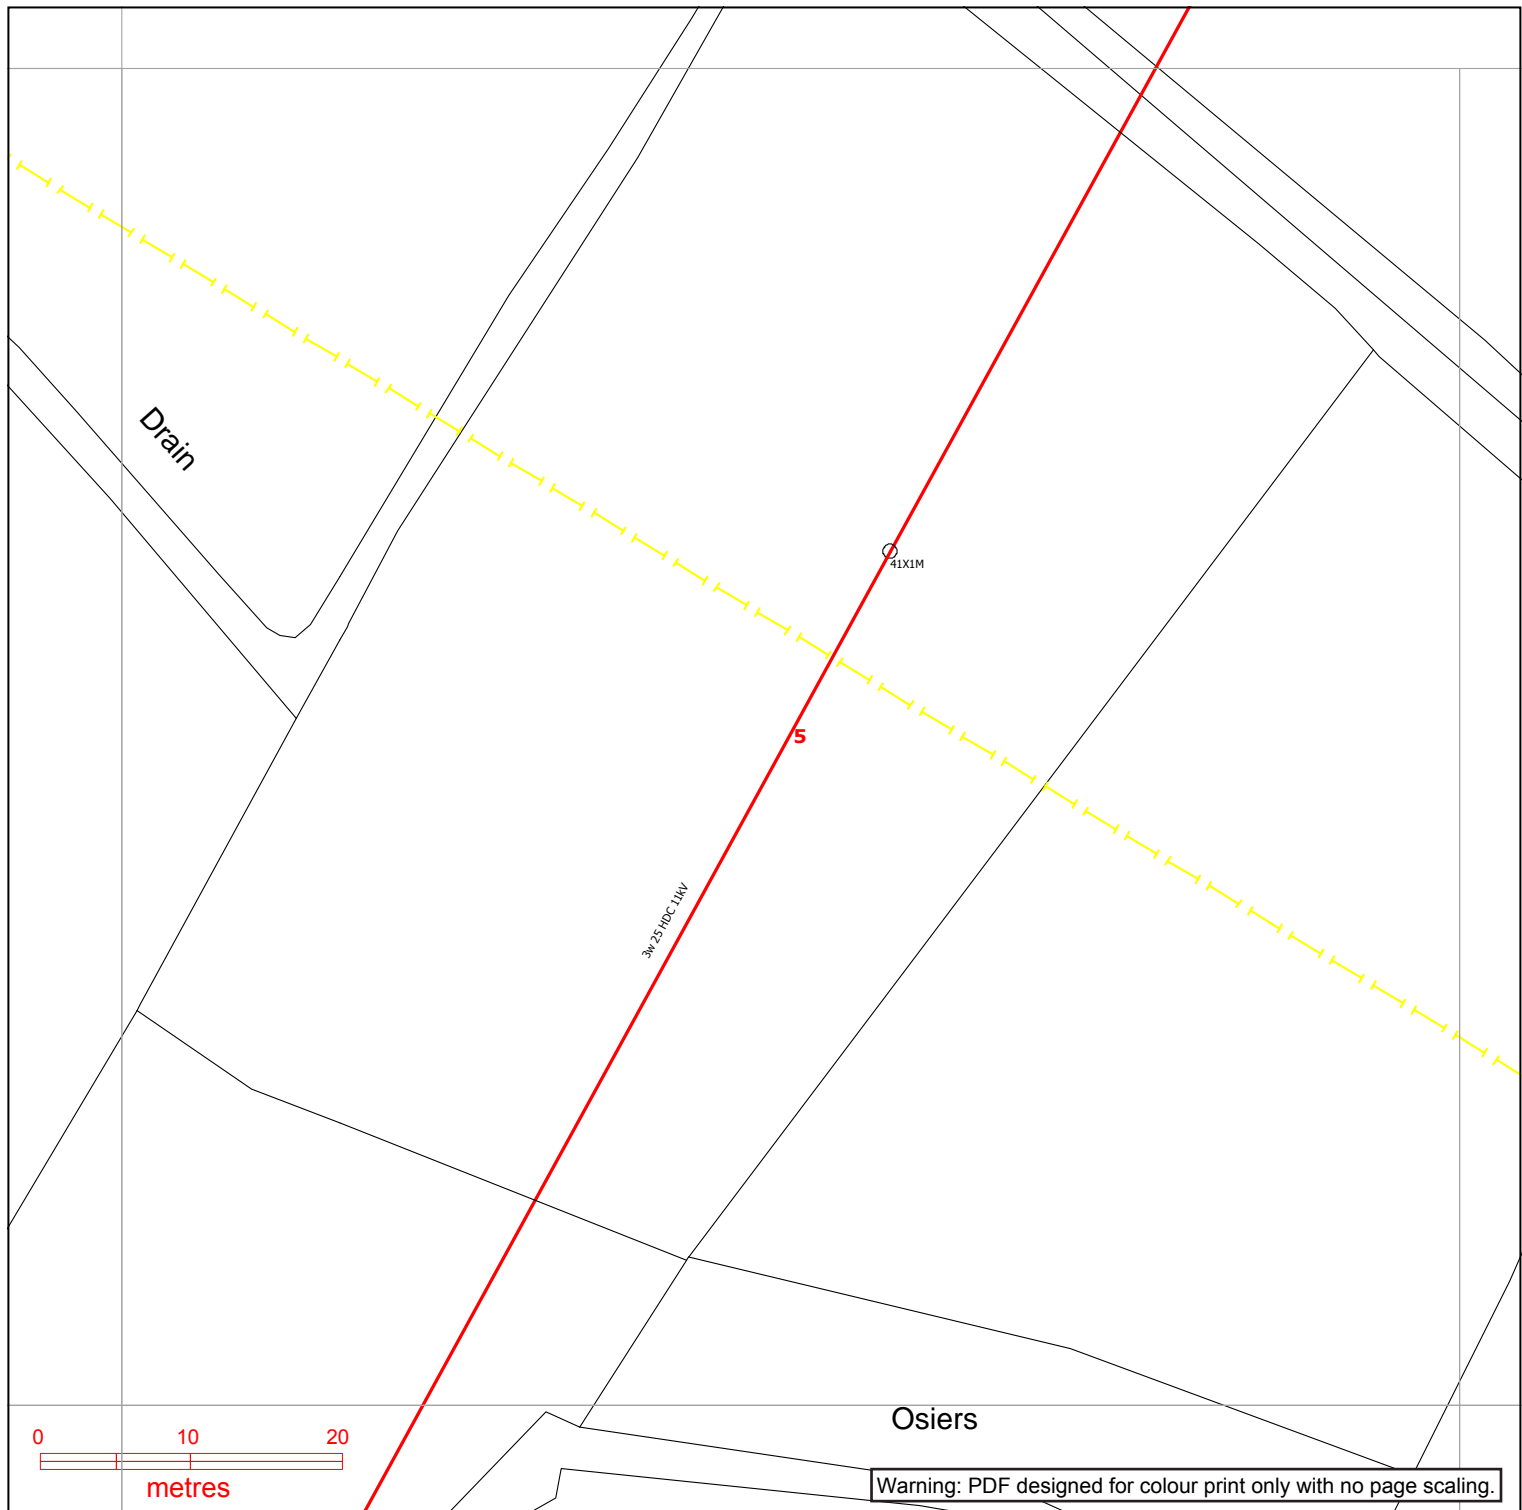 Drain
41X1M
5
3w 25 HDC 11KV
Osiers
0 10 20
metres
Warning: PDF designed for colour print only with no page scaling.